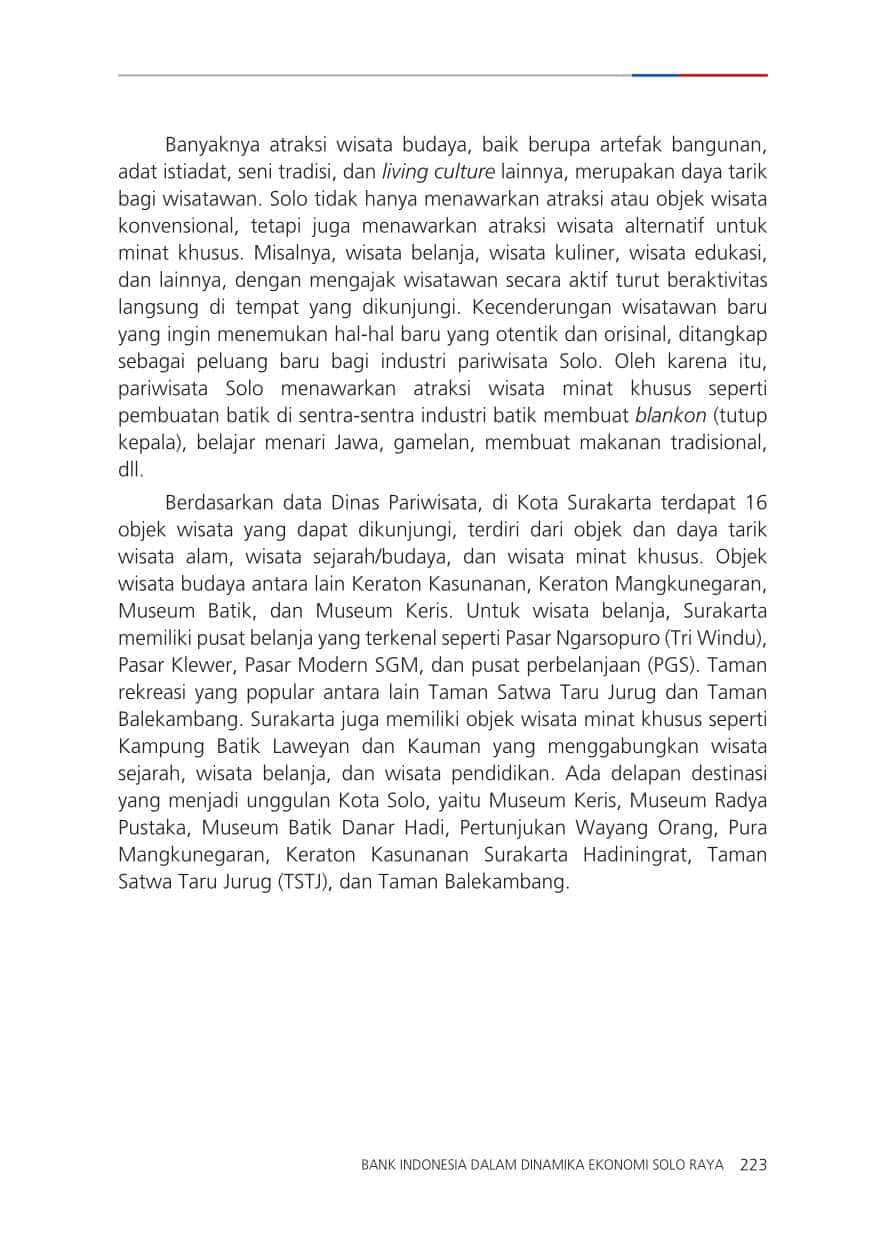 Banyaknya atraksi wisata budaya, baik berupa artefak bangunan,
adat istiadat, seni tradisi, dan living culture lainnya, merupakan daya tarik
bagi wisatawan. Solo tidak hanya menawarkan atraksi atau objek wisata
konvensional, tetapi juga menawarkan atraksi wisata alternatif untuk
minat khusus. Misalnya, wisata belanja, wisata kuliner, wisata edukasi,
dan lainnya, dengan mengajak wisatawan secara aktif turut beraktivitas
langsung di tempat yang dikunjungi. Kecenderungan wisatawan baru
yang ingin menemukan hal-hal baru yang otentik dan orisinal, ditangkap
sebagai peluang baru bagi industri pariwisata Solo. Oleh karena itu,
pariwisata Solo menawarkan atraksi wisata minat khusus seperti
pembuatan batik di sentra-sentra industri batik membuat blankon (tutup
kepala), belajar menari Jawa, gamelan, membuat makanan tradisional,
dll.
Berdasarkan data Dinas Pariwisata, di Kota Surakarta terdapat 16
objek wisata yang dapat dikunjungi, terdiri dari objek dan daya tarik
wisata alam, wisata sejarah/budaya, dan wisata minat khusus. Objek
wisata budaya antara lain Keraton Kasunanan, Keraton Mangkunegaran,
Museum Batik, dan Museum Keris. Untuk wisata belanja, Surakarta
memiliki pusat belanja yang terkenal seperti Pasar Ngarsopuro (Tri Windu),
Pasar Klewer, Pasar Modern SGM, dan pusat perbelanjaan (PGS). Taman
rekreasi yang popular antara lain Taman Satwa Taru Jurug dan Taman
Balekambang. Surakarta juga memiliki objek wisata minat khusus seperti
Kampung Batik Laweyan dan Kauman yang menggabungkan wisata
sejarah, wisata belanja, dan wisata pendidikan. Ada delapan destinasi
yang menjadi unggulan Kota Solo, yaitu Museum Keris, Museum Radya
Pustaka, Museum Batik Danar Hadi, Pertunjukan Wayang Orang, Pura
Mangkunegaran, Keraton Kasunanan Surakarta Hadiningrat, Taman
Satwa Taru Jurug (TSTJ), dan Taman Balekambang.
BANK INDONESIA DALAM DINAMIKA EKONOMI SOLO RAYA 223